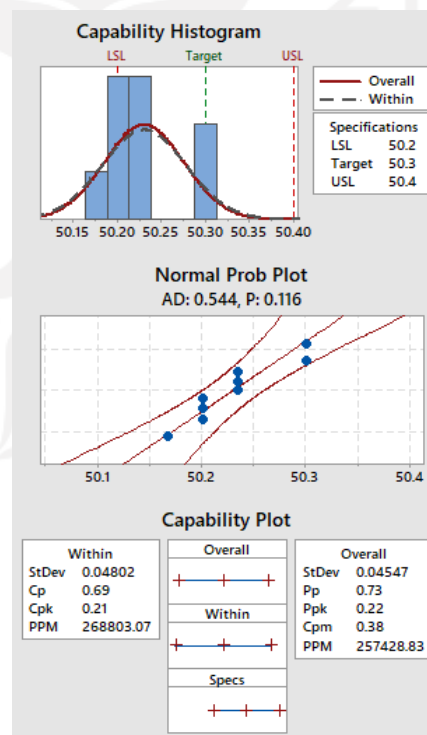 Capability Histogram
LSL Target USL
Overall
Within
Specifications
LSL 50.2
Target 50.3
USL 50.4
50.15 50.20 50.25 50.30 50.35 50.40
Normal Prob Plot
AD: 0.544, P: 0.116
50.1 50.2 50.3 50.4
Capability Plot
Within
StDev 0.04802
Cp 0.69
Cpk 0.21
PPM 268803.07
Overall
Within
Specs
Overall
StDev 0.04547
Pp 0.73
Ppk 0.22
Cpm 0.38
PPM 257428.83